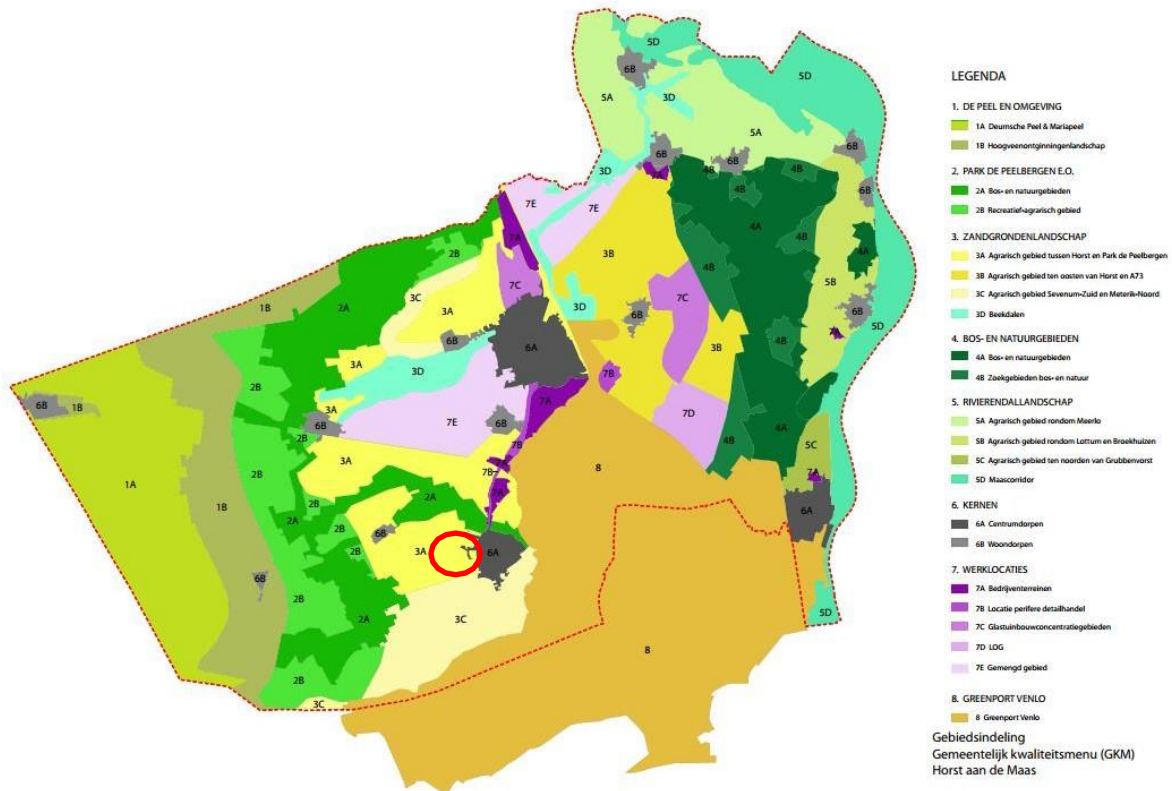 5D
6B
5D
5A
3D
5A
6B
6B
6B
4B
4B
4B
7A
3D
6B
7E
7E
4A
7A
2B
3B
4B
4A
4B
1B
3C
7C
7C
5B
2A
3A
3D
6B
6B
7A
5D
6B
6A
4B
3B
3A
3D
7B
2B
6B
1B
3A
7E
7A
7D
6B
6B
2B
7B
4B
4A
5C
3A
8
7B
7A
7A
1A
2B
1B
7A
2A
2B
6A
2A
2B
6B
2B
3A
6A
6B
2B
2A
3C
5D
8
2B
3C
LEGENDA
1. DE PEEL EN OMGEVING
1A Deurnsche Peel & Mariapeel
1B Hoogveenontginningenlandschap
2. PARK DE PEELBERGEN E.O.
2A Bos- en natuurgebieden
2B Recreatief-agrarisch gebied
3. ZANDGRONDENLANDSCHAP
3A Agrarisch gebied tussen Horst en Park de Peelbergen
3B Agrarisch gebied ten oosten van Horst en A73
3C Agrarisch gebied Sevenum-Zuid en Meterik-Noord
3D Beekdalen
4. BOS- EN NATUURGEBIEDEN
4A Bos- en natuurgebieden
4B Zoekgebieden bos- en natuur
5. RIVIERENDALLANDSCHAP
5A Agrarisch gebied rondom Meerlo
5B Agrarisch gebied rondom Lottum en Broekhuizen
5C Agrarisch gebied ten noorden van Grubbenvorst
5D Maascorridor
6. KERNEN
6A Centrumdorpen
6B Woondorpen
7. WERKLOCATIES
7A Bedrijventerreinen
7B Locatie perifere detailhandel
7C Glastuinbouwconcentratiegebieden
7D LOG
7E Gemengd gebied
8. GREENPORT VENLO
8 Greenport Venlo
Gebiedsindeling
Gemeentelijk kwaliteitsmenu (GKM)
Horst aan de Maas